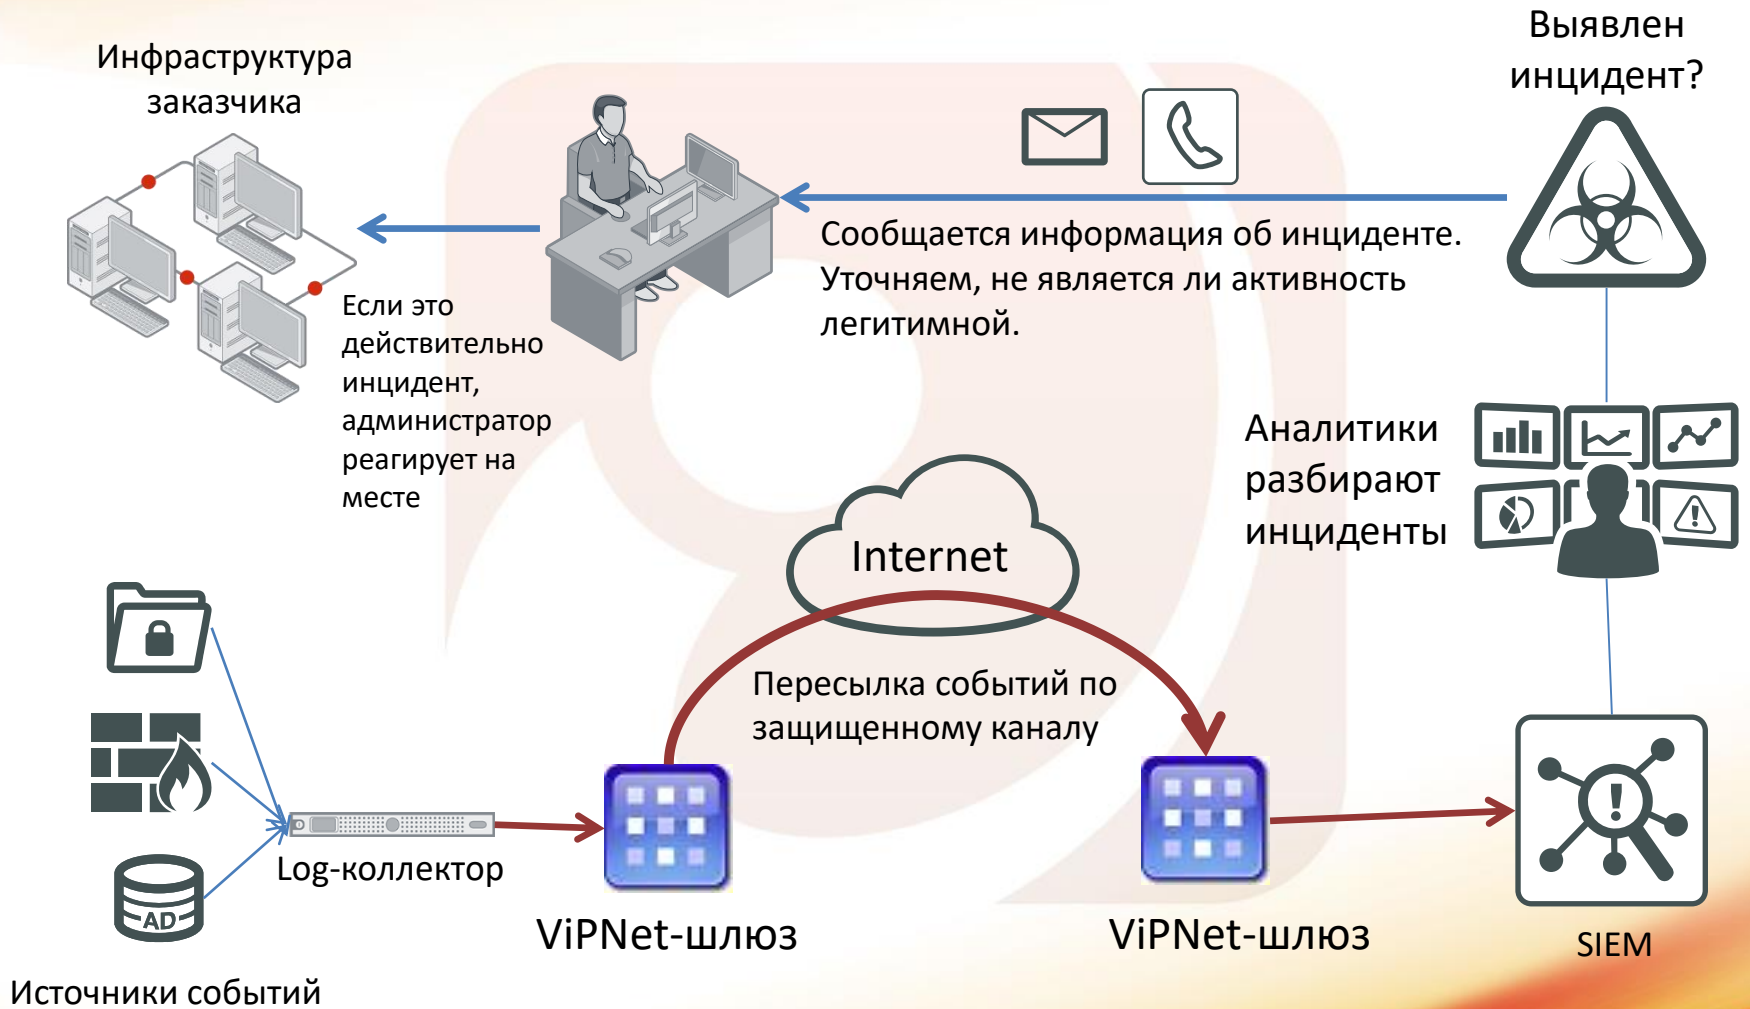 Выявлен
инцидент?
Инфраструктура
заказчика
Сообщается информация об инциденте.
Уточняем, не является ли активность
легитимной.
Если это
действительно
инцидент,
администратор
реагирует на
месте
Аналитики
разбирают
инциденты
Internet
Пересылка событий по
защищенному каналу
Log-коллектор
AD
ViPNet-шлюз
ViPNet-шлюз
SIEM
Источники событий